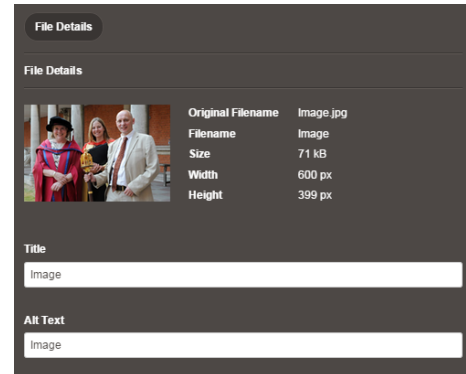 File Details
File Details
Original Filename Image.jpg
Filename Image
Size 71 kB
Width 600 px
Height 399 px
Title
Image
Alt Text
Image